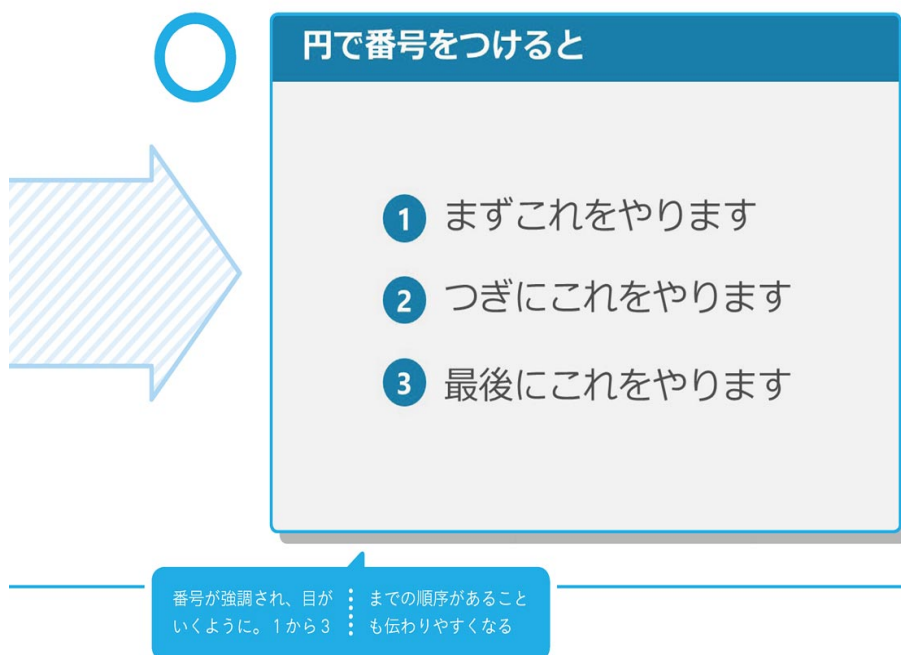 円で番号をつけると
1 まずこれをやります
2 つぎにこれをやります
3 最後にこれをやります
番号が強調され、目が
いくように。1から3
までの順序があること
も伝わりやすくなる